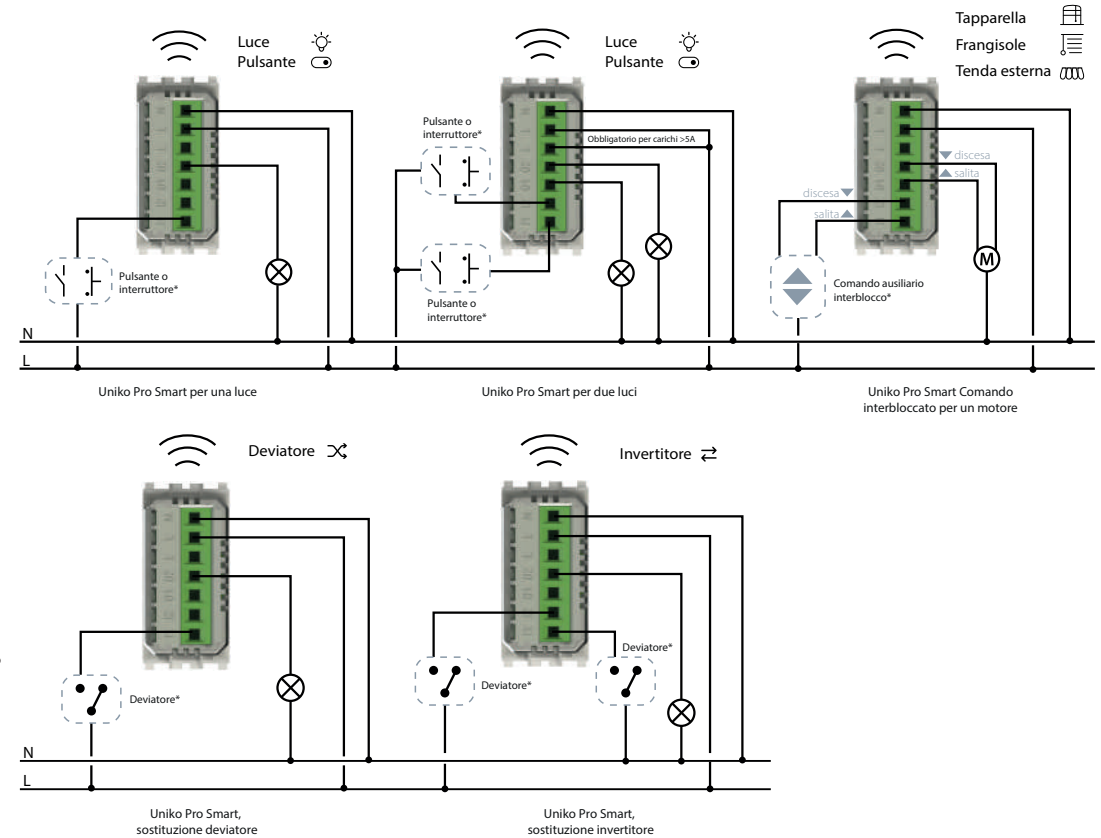 Luce
Pulsante
Pulsante o
interruttore*
N
L
Uniko Pro Smart per una luce
Luce
Pulsante
Pulsante o
interruttore*
Obbligatorio per carichi >5A
Pulsante o
interruttore*
Uniko Pro Smart per due luci
Tapparella
Frangisole
Tenda esterna
discesa
salita
discesa
salita
M
Comando ausiliario
interblocco*
Uniko Pro Smart Comando
interbloccato per un motore
Deviatore
Deviatore*
N
L
Uniko Pro Smart,
sostituzione deviatore
Invertitore
Deviatore*
Deviatore*
Uniko Pro Smart,
sostituzione invertitore